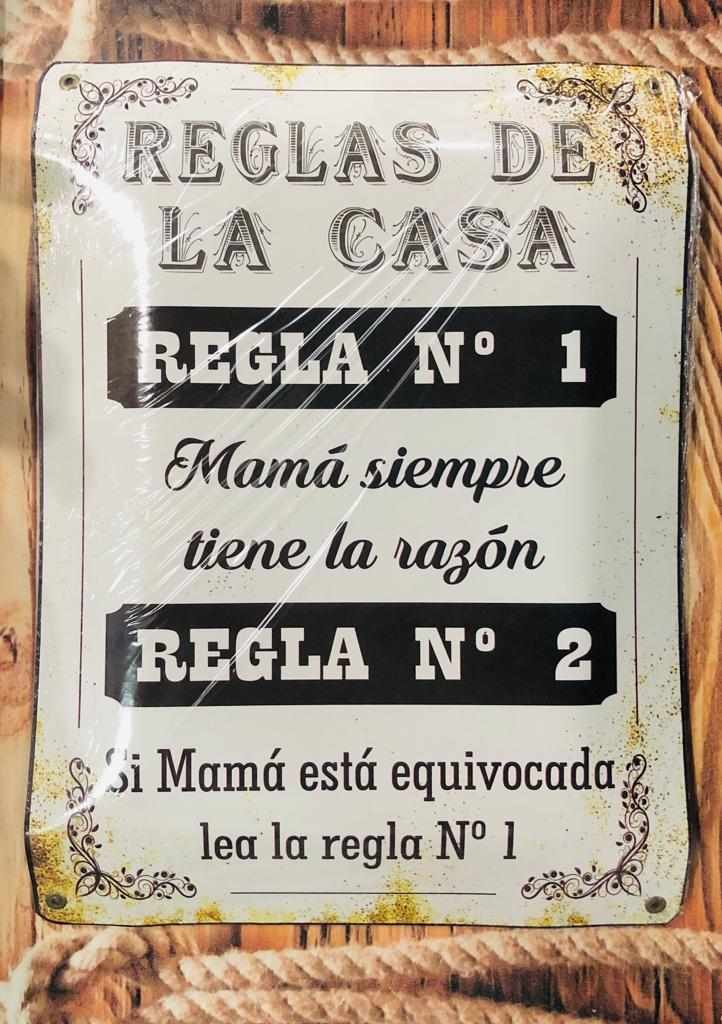 REGLAS DE
LA CASA
REGLA Nº 1
Mamá siempre
tiene la razón
REGLA Nº 2
Si Mamá está equivocada
lea la regla Nº 1